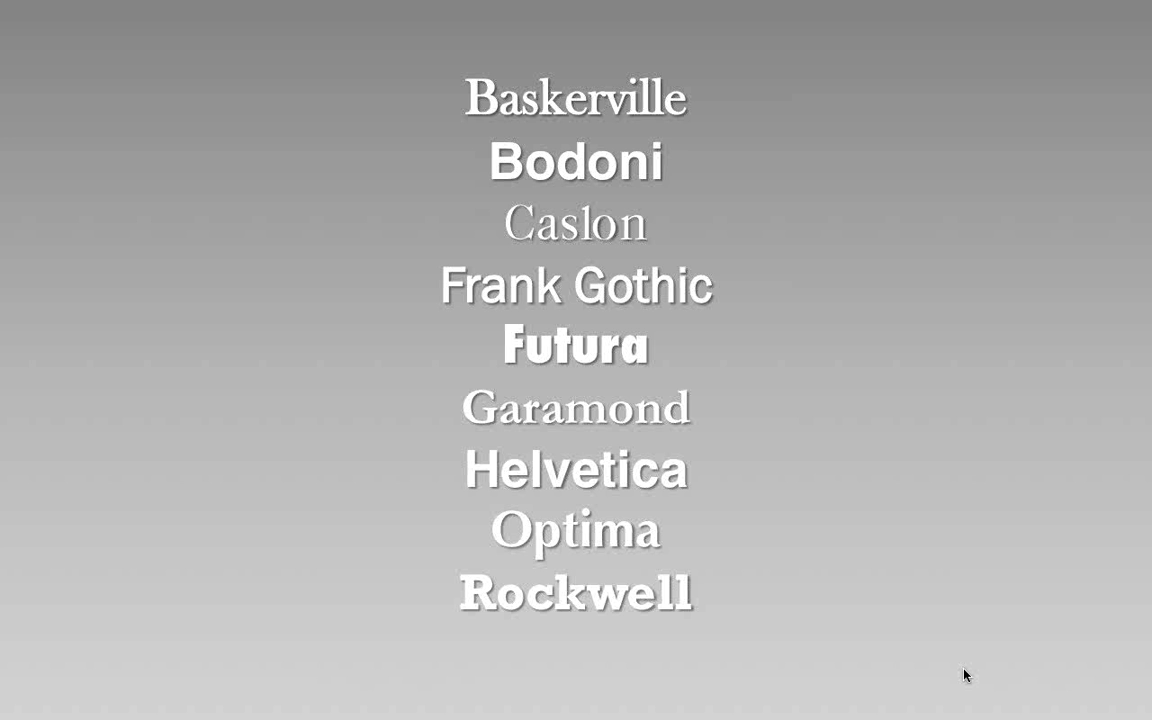 Baskerville
Bodoni
Caslon
Frank Gothic
Futura
Garamond
Helvetica
Optima
Rockwell